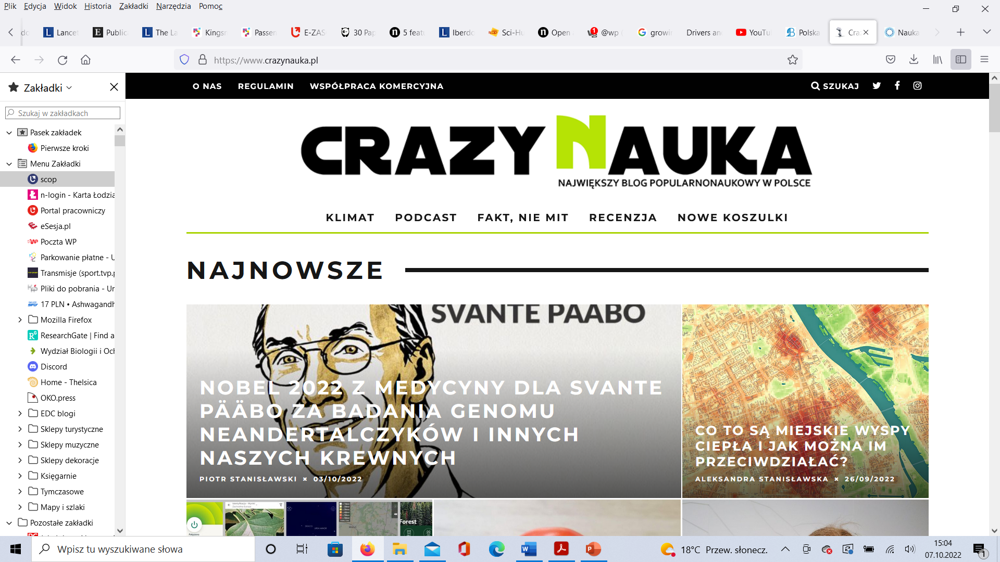 Plik Edycja Widok Historia Zakładki Narzędzia Pomoc
Lancet Public The La Kingsm Passen E-ZAS 30 Pap 5 featu Iberdo Sci-Hu Open @wp growin Drivers and YouTu Polska Cra Nauka
https://www.crazynauka.pl
Zakładki
Szukaj w zakładkach
Pasek zakładek
Pierwsze kroki
Menu Zakładki
scop
n-login - Karta Łodzia
Portal pracowniczy
eSesja.pl
Poczta WP
Parkowanie płatne - U
Transmisje (sport.tvp.p
Pliki do pobrania - Un
17 PLN • Ashwagandh
Mozilla Firefox
ResearchGate | Find a
Wydział Biologii i Och
Discord
Home - Thelsica
OKO.press
EDC blogi
Sklepy turystyczne
Sklepy muzyczne
Sklepy dekoracje
Księgarnie
Tymczasowe
Mapy i szlaki
Pozostałe zakładki
O NAS REGULAMIN WSPÓŁPRACA KOMERCYJNA SZUKAJ
CRAZY NAUKA
NAJWIĘKSZY BLOG POPULARNONAUKOWY W POLSCE
KLIMAT PODCAST FAKT, NIE MIT RECENZJA NOWE KOSZULKI
NAJNOWSZE
SVANTE PÄÄBO
NOBEL 2022 Z MEDYCYNY DLA SVANTE
PÄÄBO ZA BADANIA GENOMU
NEANDERTALCZYKÓW I INNYCH
NASZYCH KREWNYCH
PIOTR STANISŁAWSKI × 03/10/2022
CO TO SĄ MIEJSKIE WYSPY
CIEPŁA I JAK MOŻNA IM
PRZECIWDZIAŁAĆ?
ALEKSANDRA STANISŁAWSKA × 26/09/2022
Forest
Wpisz tu wyszukiwane słowa
18°C Przew. słonecz.
15:04
07.10.2022
1